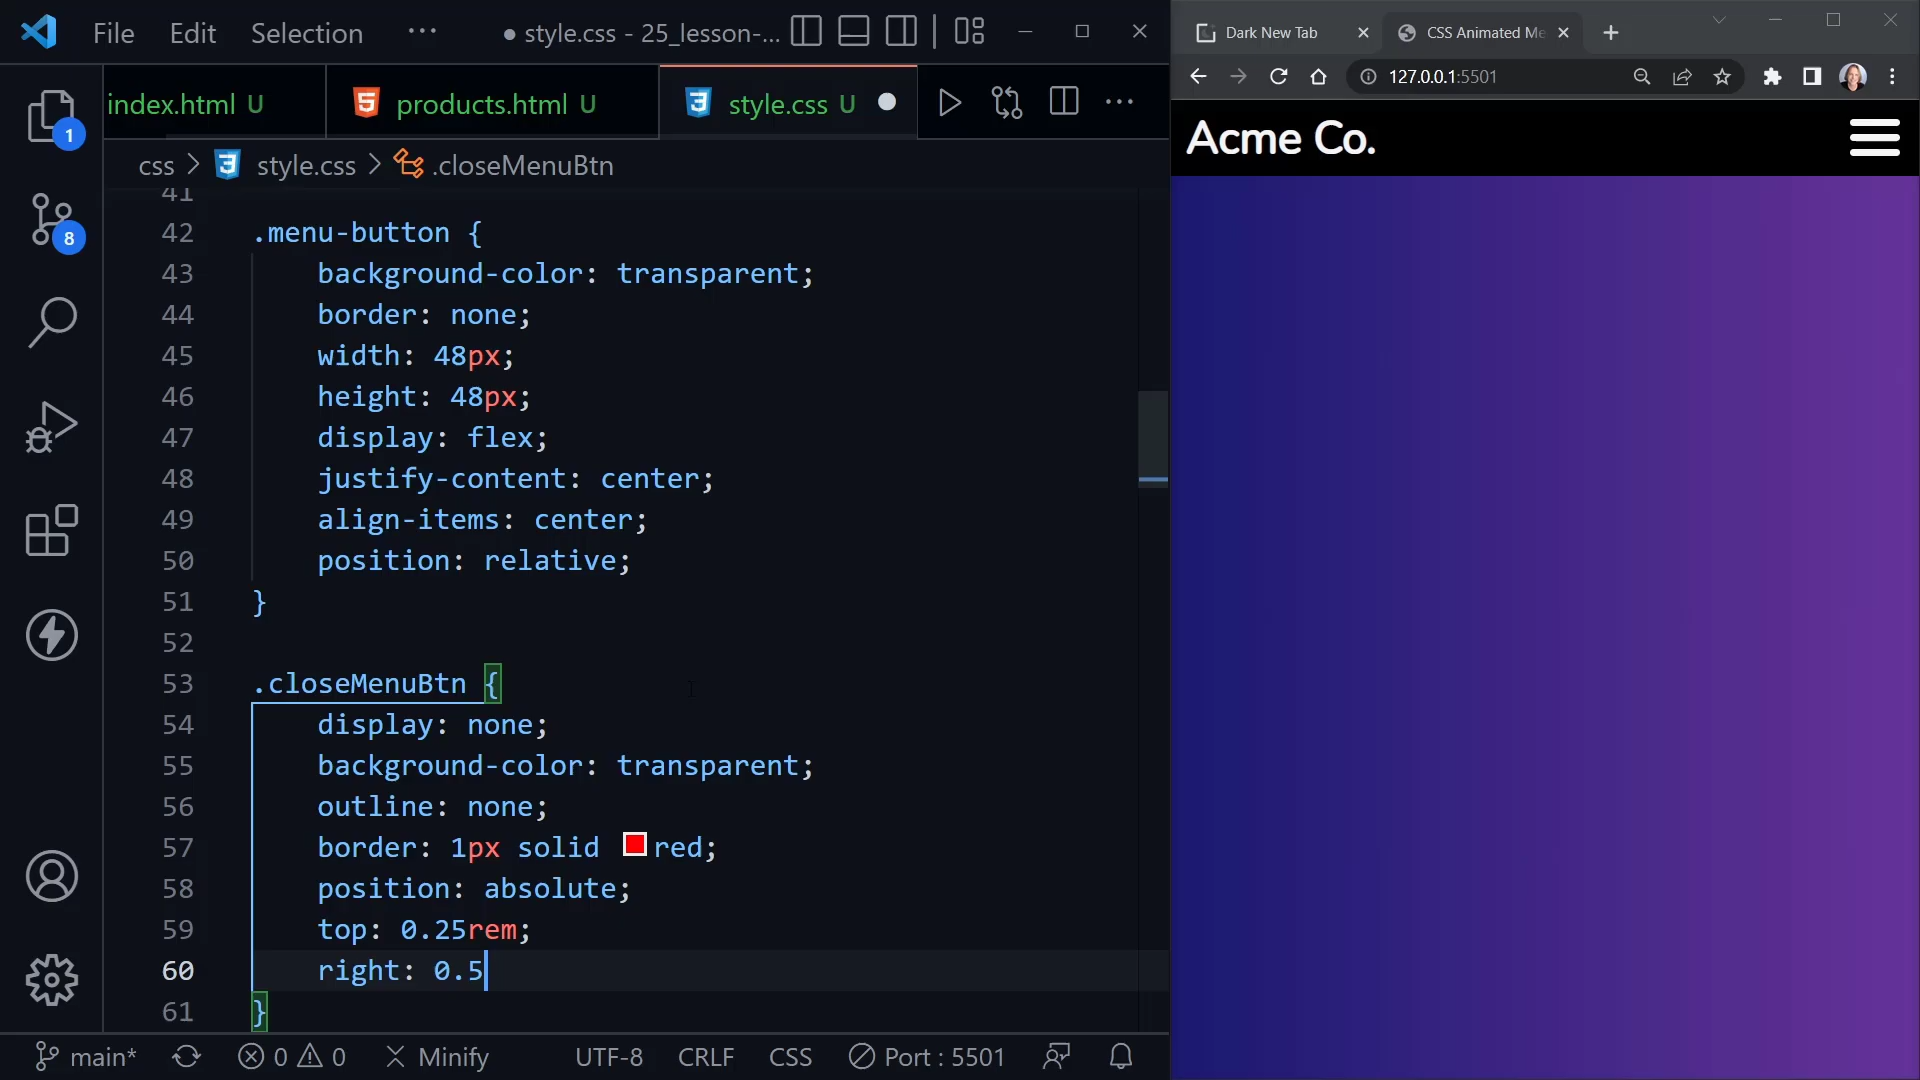 File Edit Selection ··· ● style.css - 25_lesson-...
index.html U products.html U style.css U
css > style.css > .closeMenuBtn
41
42 .menu-button {
43 background-color: transparent;
44 border: none;
45 width: 48px;
46 height: 48px;
47 display: flex;
48 justify-content: center;
49 align-items: center;
50 position: relative;
51 }
52
53 .closeMenuBtn {
54 display: none;
55 background-color: transparent;
56 outline: none;
57 border: 1px solid red;
58 position: absolute;
59 top: 0.25rem;
60 right: 0.5
61 }
1
8
main* 0 0 Minify UTF-8 CRLF CSS Port : 5501
Dark New Tab CSS Animated Me
127.0.0.1:5501
Acme Co.